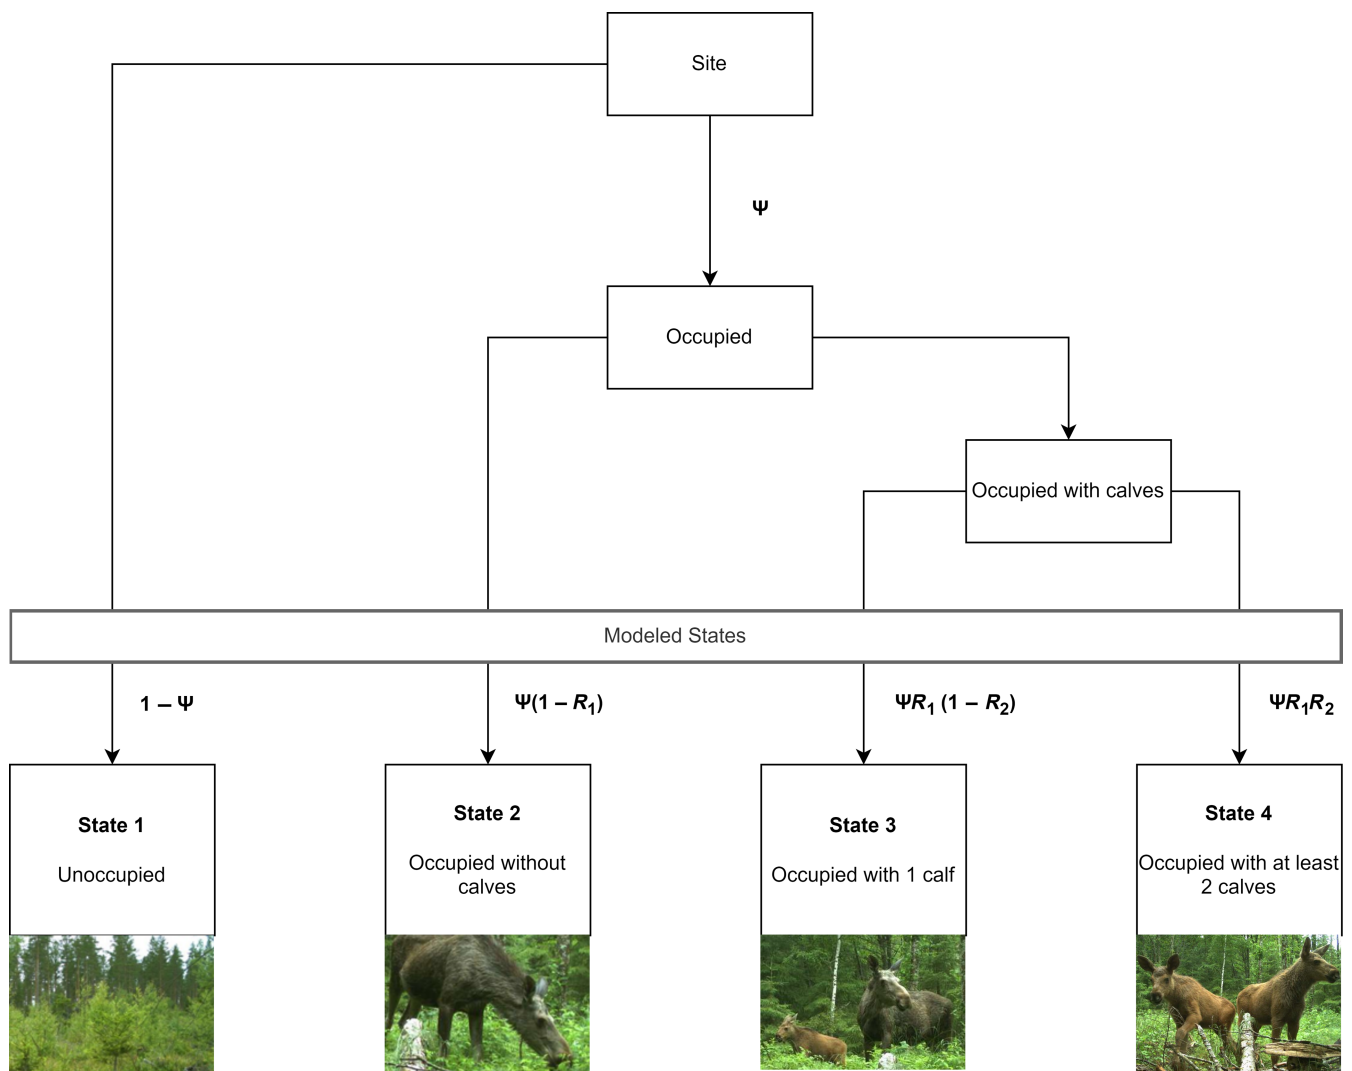 Site
Ψ
Occupied
Occupied with calves
Modeled States
1 – Ψ
Ψ(1 – R1)
ΨR1 (1 – R2)
ΨR1R2
State 1
Unoccupied
State 2
Occupied without
calves
State 3
Occupied with 1 calf
State 4
Occupied with at least
2 calves